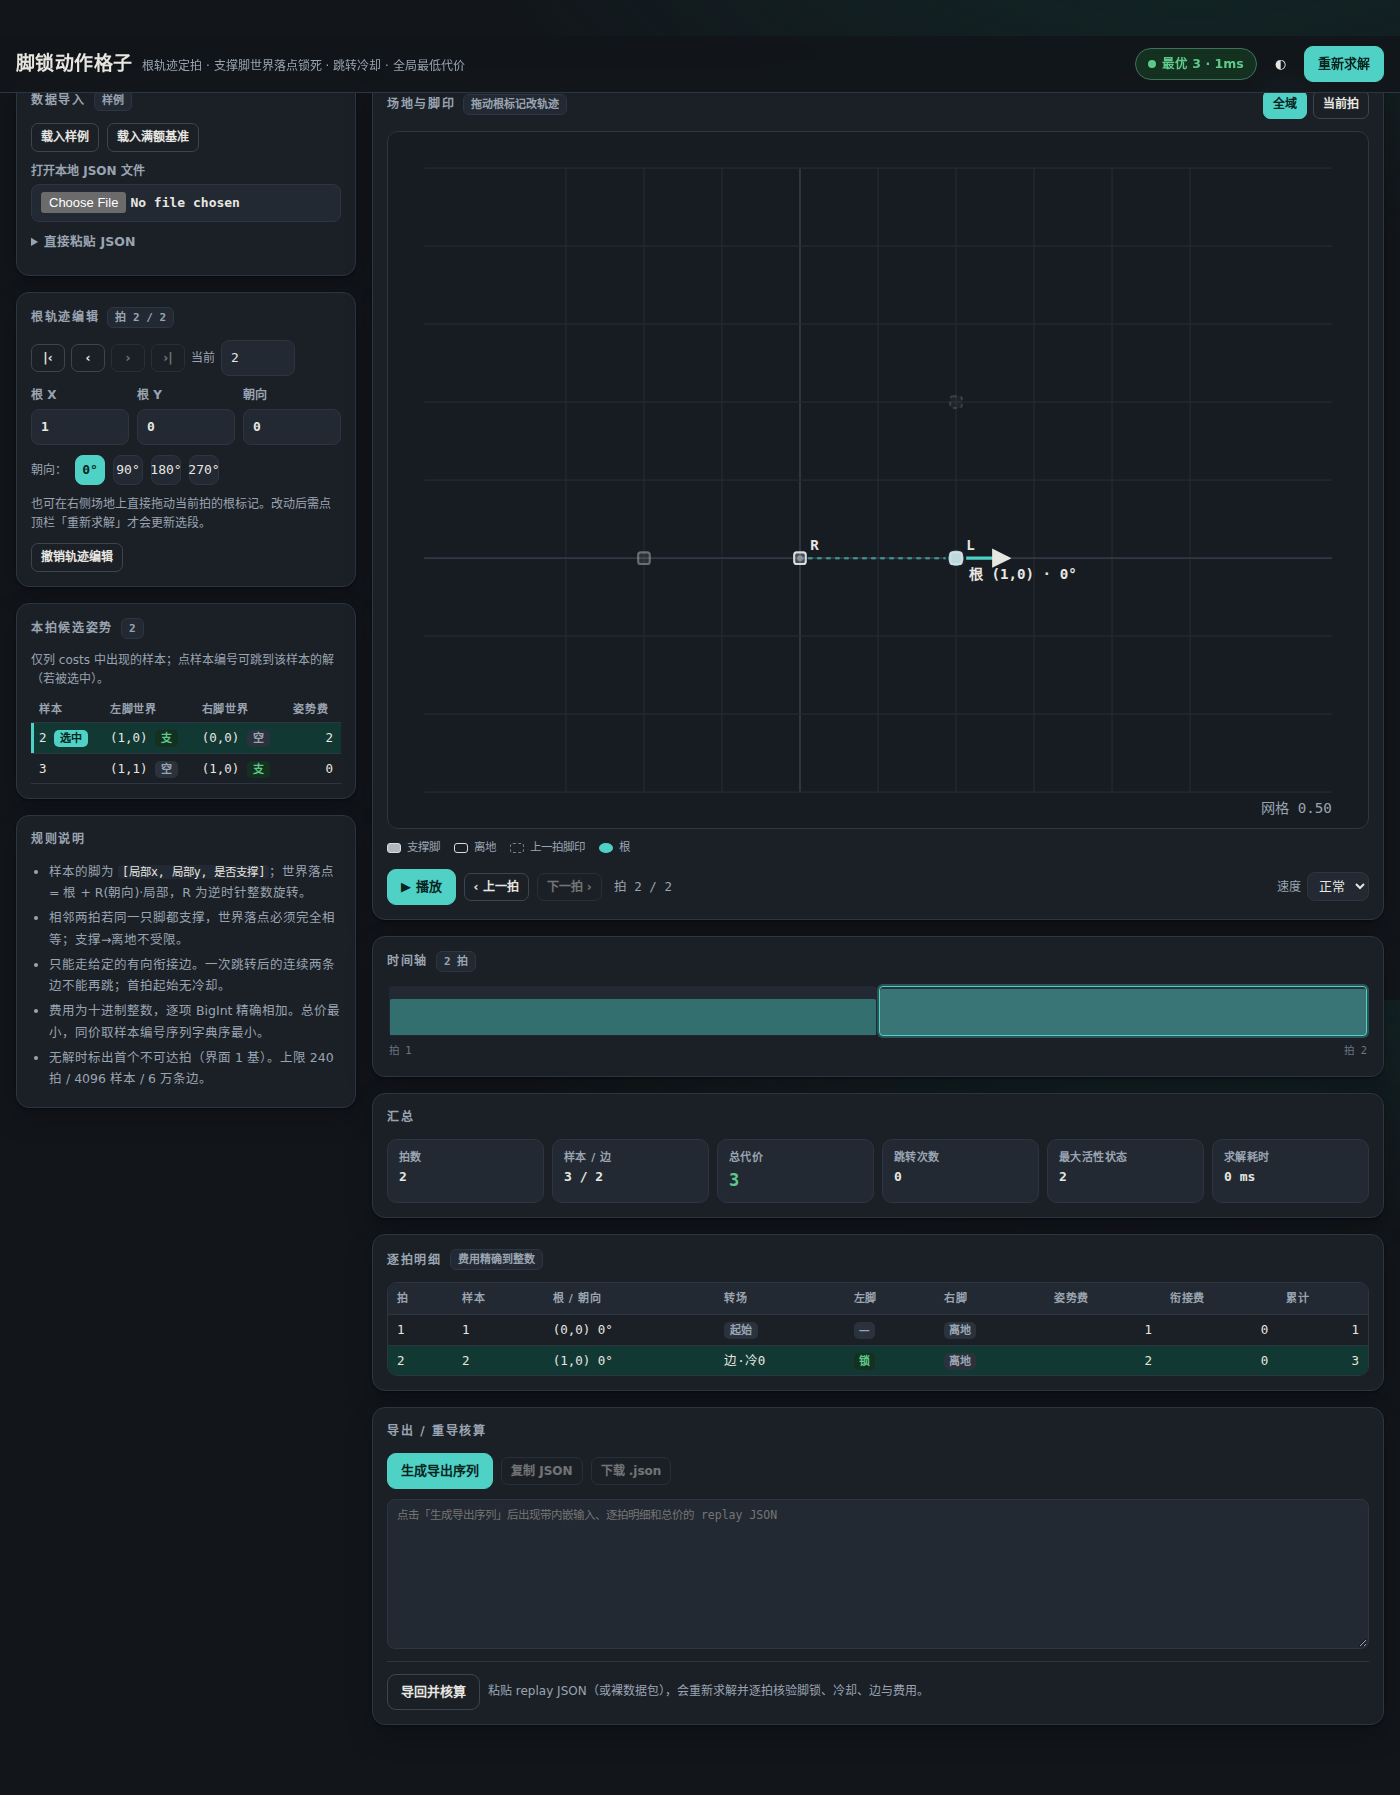 脚锁动作格子 根轨迹定拍 · 支撑脚世界落点锁死 · 跳转冷却 · 全局最低代价
最优 3 · 1ms ◐ 重新求解
数据导入 样例
载入样例 载入满额基准
打开本地 JSON 文件
Choose File No file chosen
▶ 直接粘贴 JSON
根轨迹编辑 拍 2 / 2
|‹ ‹ › ›| 当前 2
根 X 根 Y 朝向
1 0 0
朝向: 0° 90° 180° 270°
也可在右侧场地上直接拖动当前拍的根标记。改动后需点
顶栏「重新求解」才会更新选段。
撤销轨迹编辑
本拍候选姿势 2
仅列 costs 中出现的样本；点样本编号可跳到该样本的解
（若被选中）。
样本 左脚世界 右脚世界 姿势费
2 选中 (1,0) 支 (0,0) 空 2
3 (1,1) 空 (1,0) 支 0
规则说明
• 样本的脚为 [局部x, 局部y, 是否支撑]；世界落点
= 根 + R(朝向)·局部，R 为逆时针整数旋转。
• 相邻两拍若同一只脚都支撑，世界落点必须完全相
等；支撑→离地不受限。
• 只能走给定的有向衔接边。一次跳转后的连续两条
边不能再跳；首拍起始无冷却。
• 费用为十进制整数，逐项 BigInt 精确相加。总价最
小，同价取样本编号序列字典序最小。
• 无解时标出首个不可达拍（界面 1 基）。上限 240
拍 / 4096 样本 / 6 万条边。
场地与脚印 拖动根标记改轨迹 全域 当前拍
R L
根 (1,0) · 0°
网格 0.50
支撑脚 离地 上一拍脚印 根
▶ 播放 ‹ 上一拍 下一拍 › 拍 2 / 2 速度 正常
时间轴 2 拍
拍 1 拍 2
汇总
拍数 样本 / 边 总代价 跳转次数 最大活性状态 求解耗时
2 3 / 2 3 0 2 0 ms
逐拍明细 费用精确到整数
拍 样本 根 / 朝向 转场 左脚 右脚 姿势费 衔接费 累计
1 1 (0,0) 0° 起始 — 离地 1 0 1
2 2 (1,0) 0° 边·冷0 锁 离地 2 0 3
导出 / 重导核算
生成导出序列 复制 JSON 下载 .json
点击「生成导出序列」后出现带内嵌输入、逐拍明细和总价的 replay JSON
导回并核算 粘贴 replay JSON（或裸数据包），会重新求解并逐拍核验脚锁、冷却、边与费用。